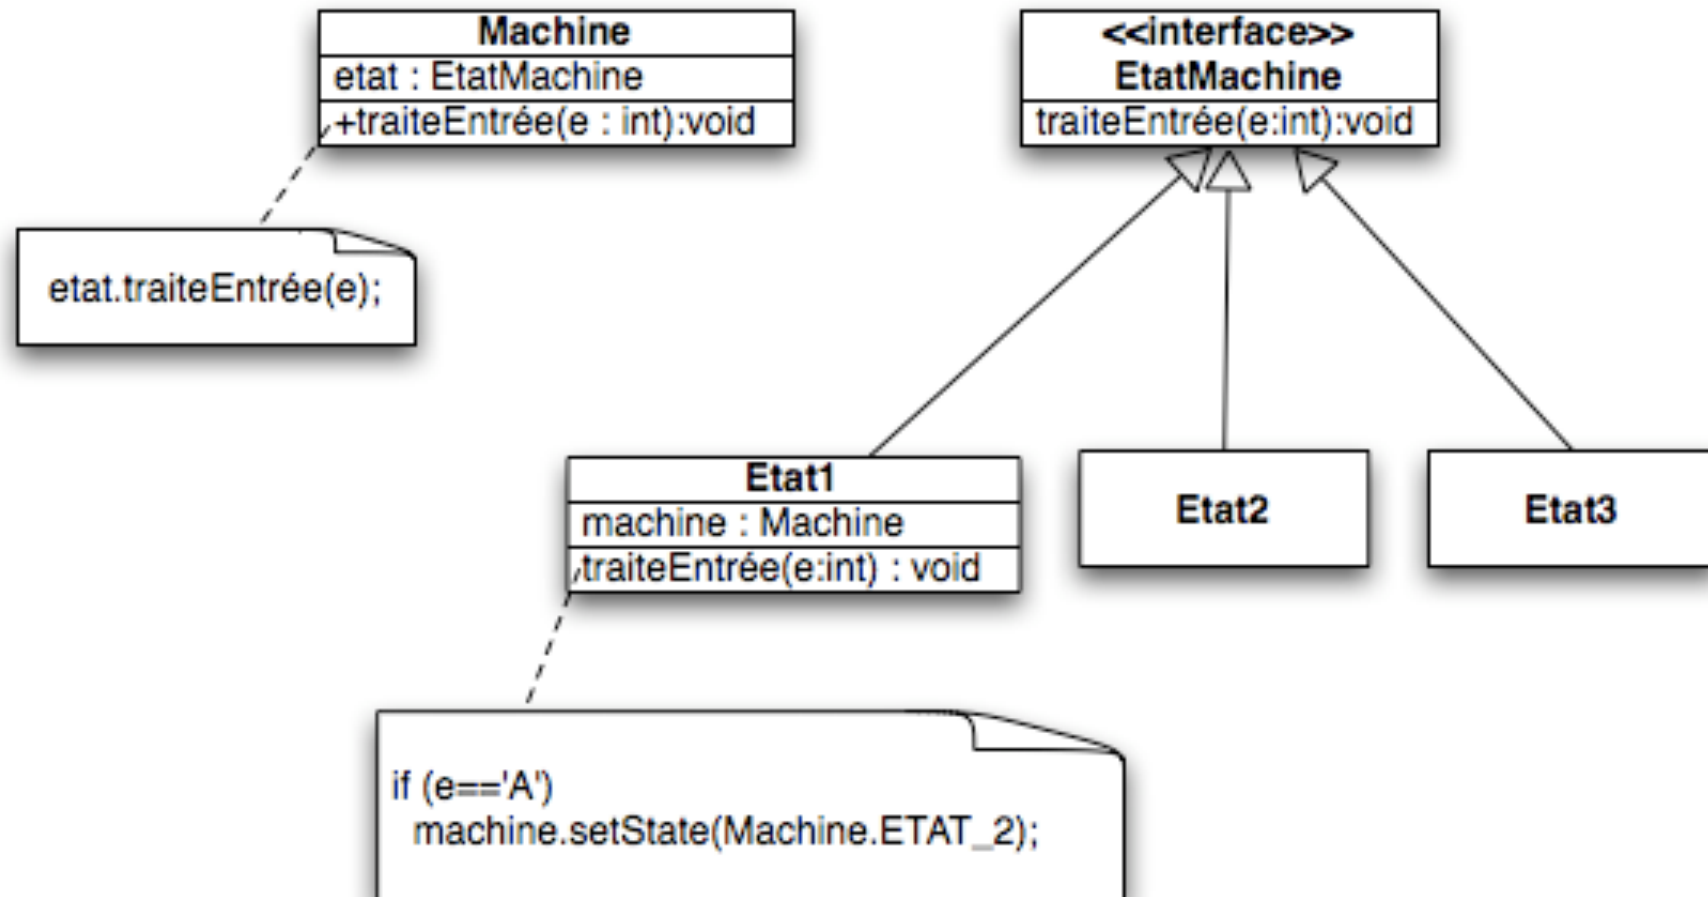 Machine
etat : EtatMachine
+traiteEntrée(e : int):void
<<interface>>
EtatMachine
traiteEntrée(e:int):void
etat.traiteEntrée(e);
Etat1
machine : Machine
traiteEntrée(e:int) : void
Etat2
Etat3
if (e=='A')
machine.setState(Machine.ETAT_2);